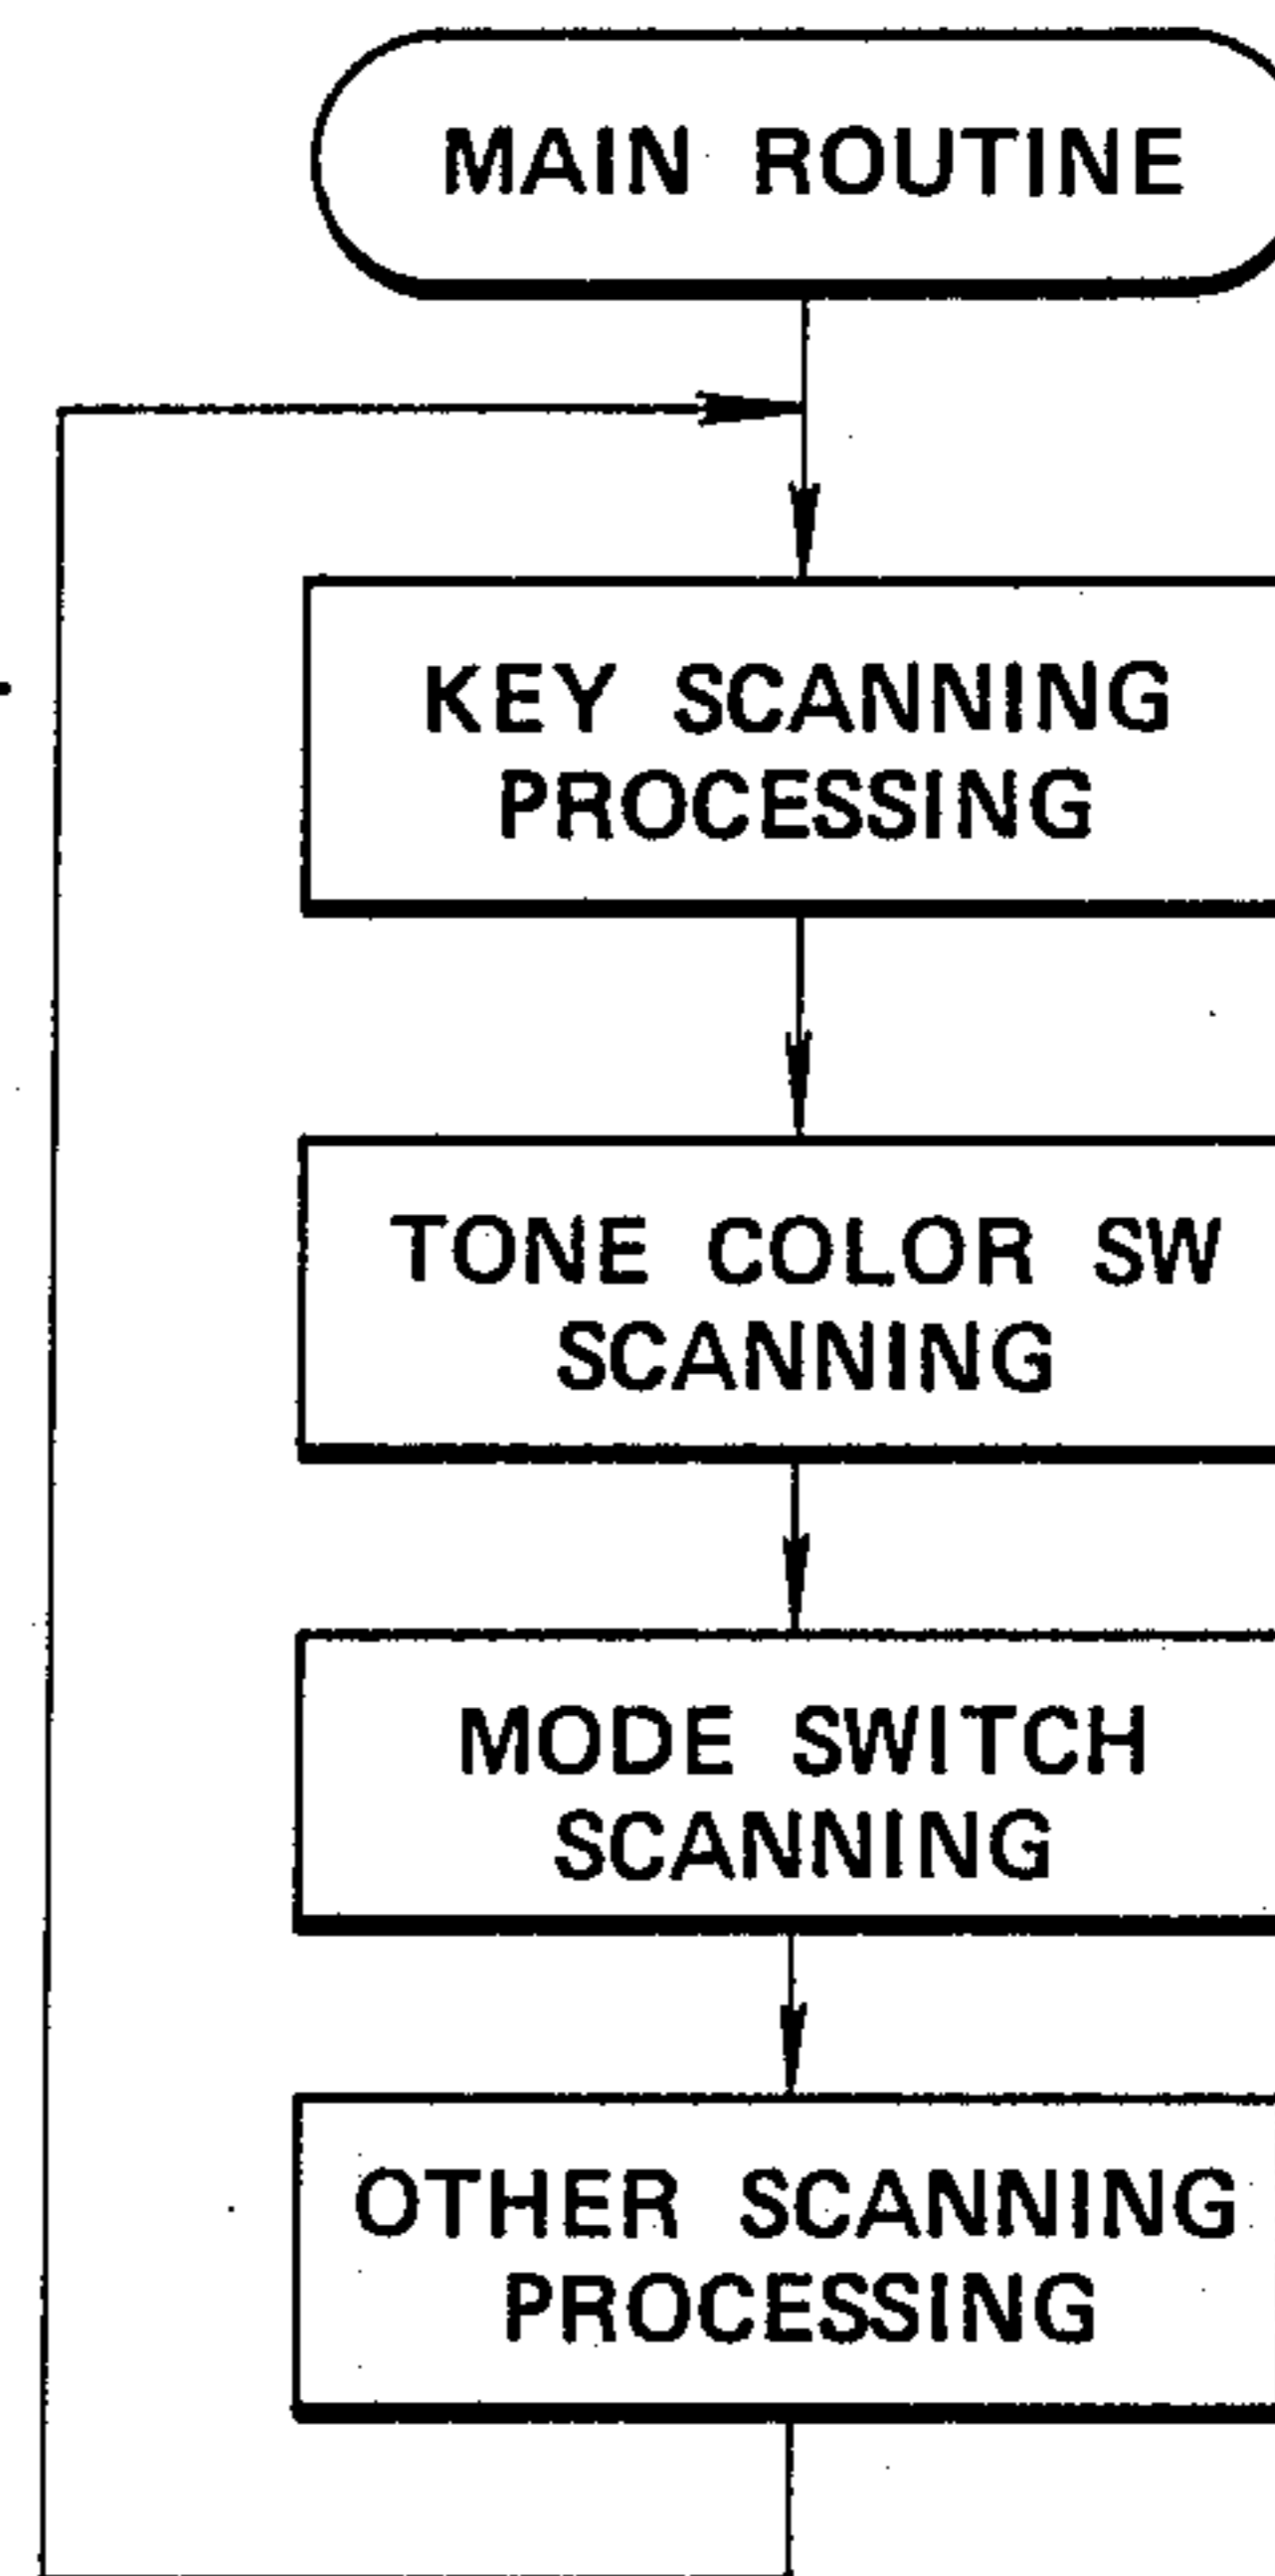 MAIN ROUTINE
KEY SCANNING
PROCESSING
TONE COLOR SW
SCANNING
MODE SWITCH
SCANNING
OTHER SCANNING
PROCESSING